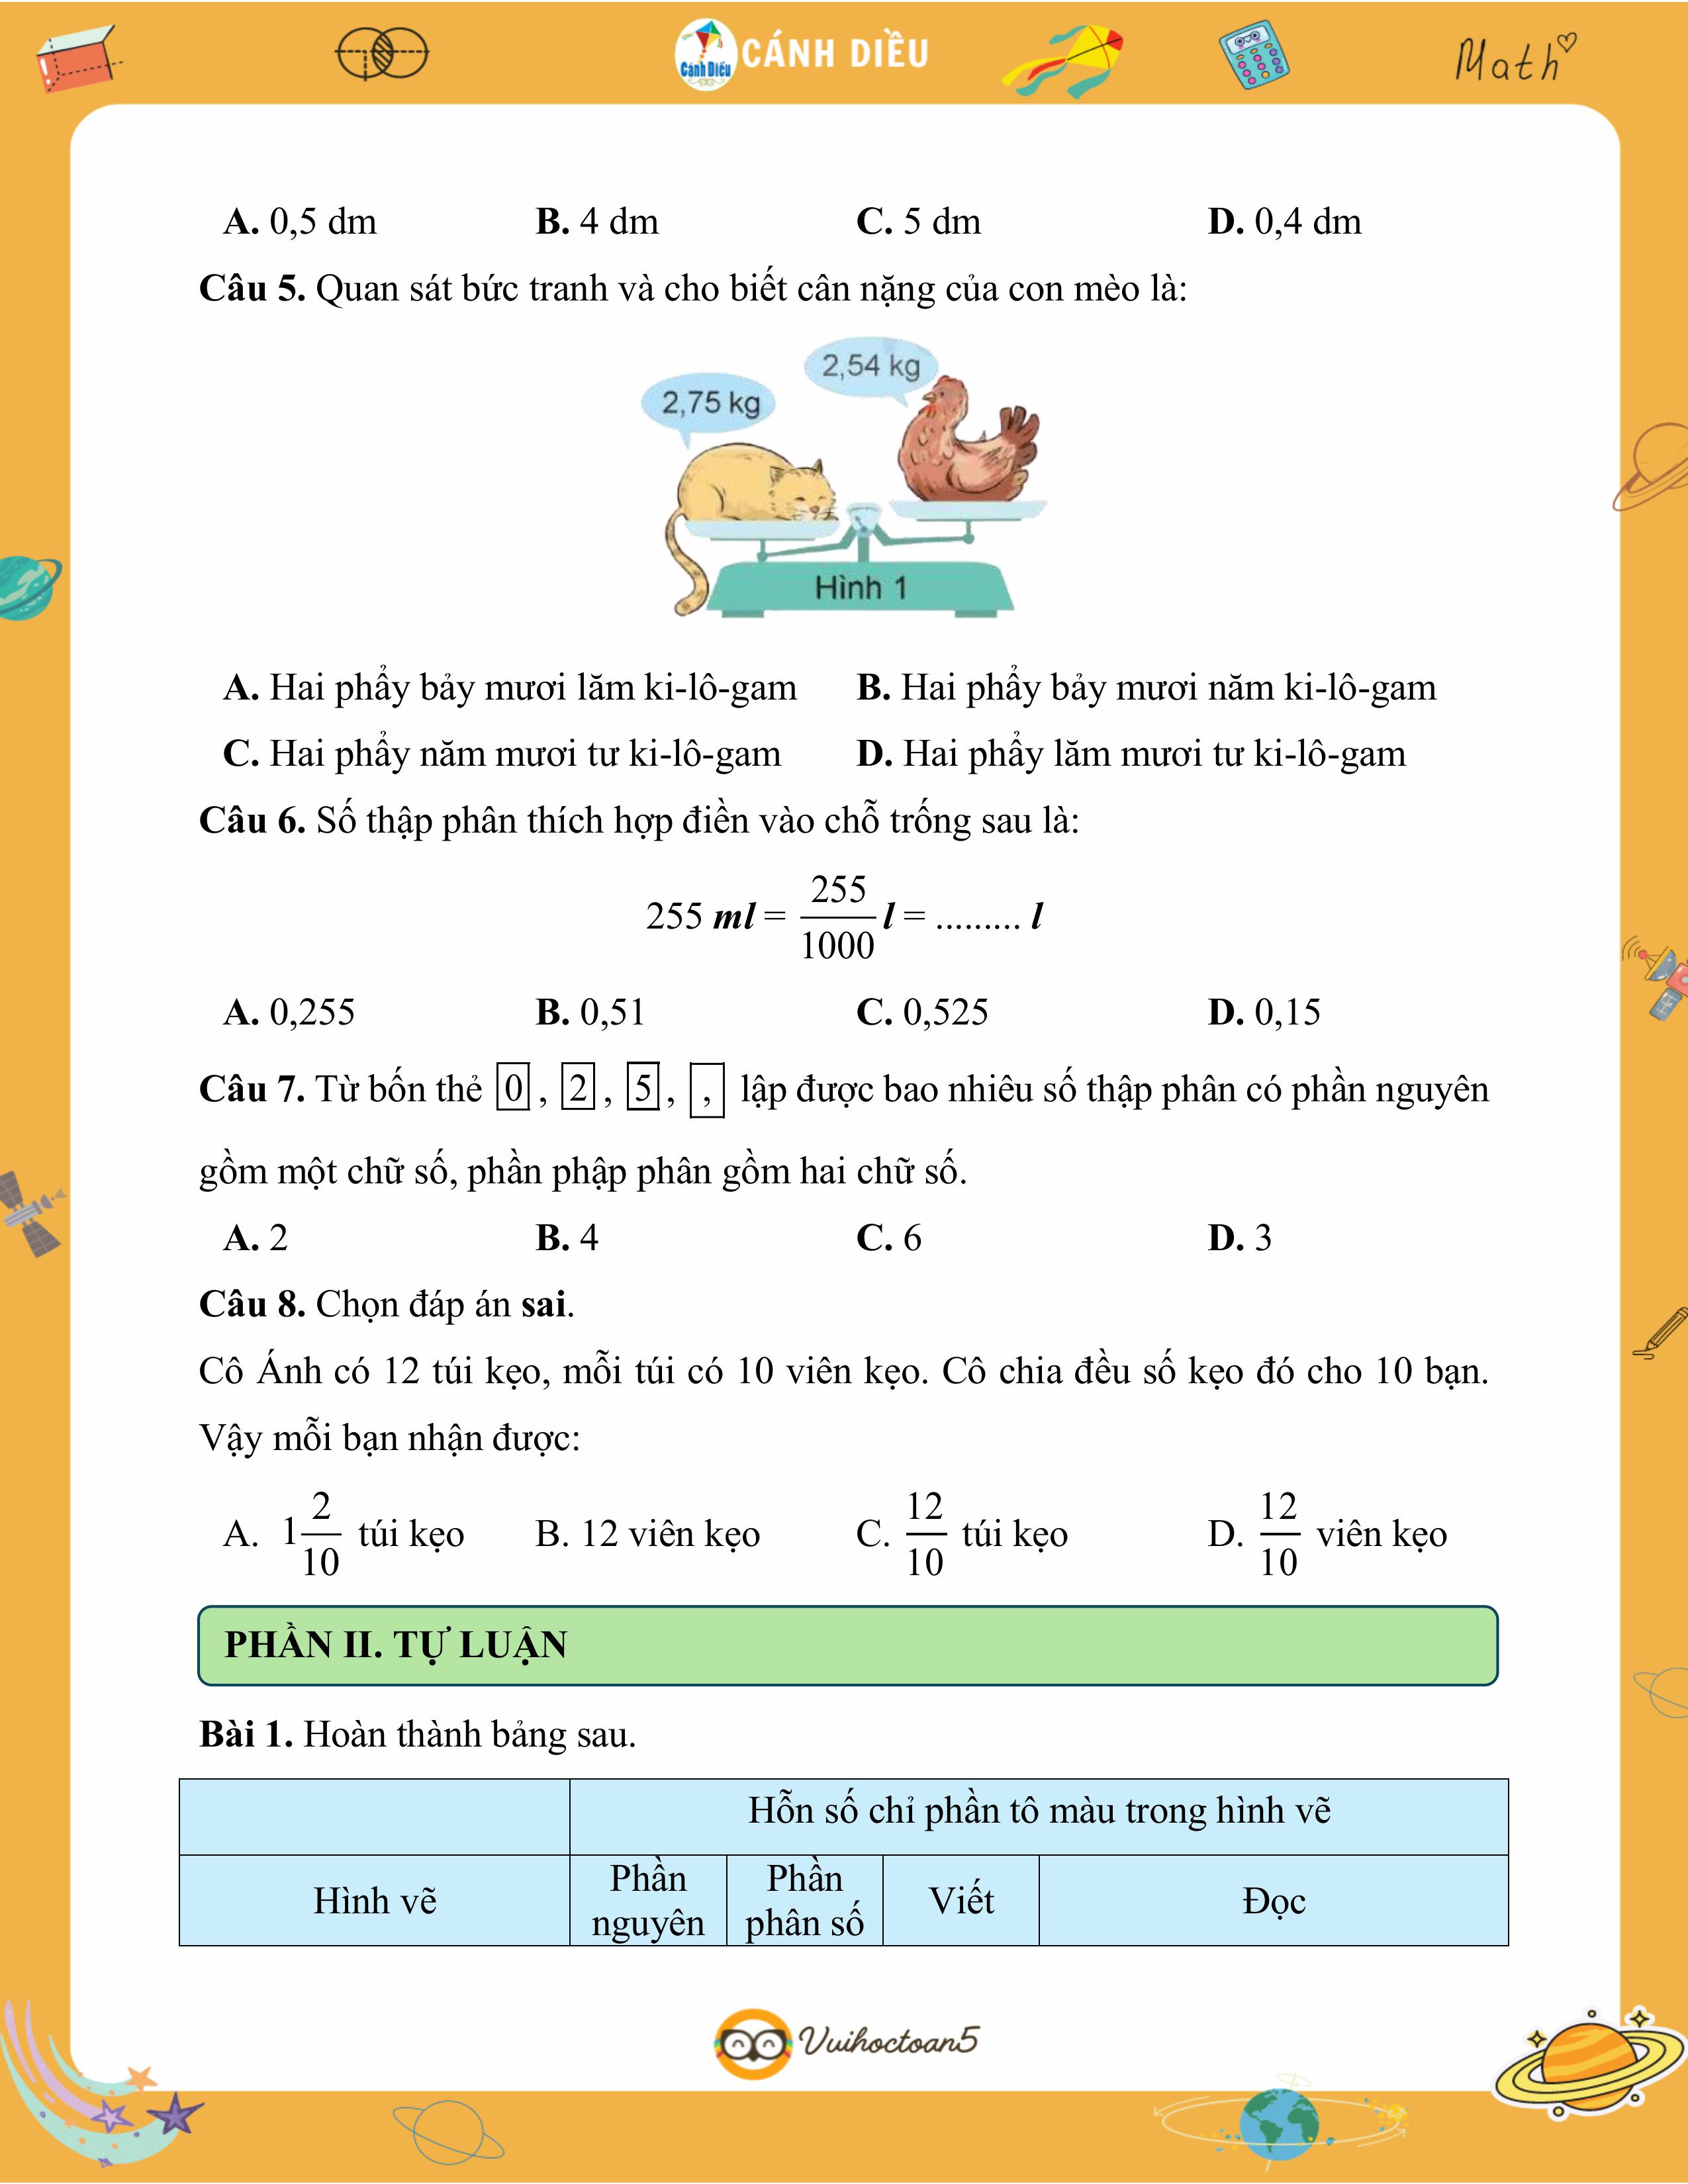 Cánh Diều CÁNH DIỀU Math
A. 0,5 dm B. 4 dm C. 5 dm D. 0,4 dm
Câu 5. Quan sát bức tranh và cho biết cân nặng của con mèo là:
2,54 kg
2,75 kg
Hình 1
A. Hai phẩy bảy mươi lăm ki-lô-gam B. Hai phẩy bảy mươi năm ki-lô-gam
C. Hai phẩy năm mươi tư ki-lô-gam D. Hai phẩy lăm mươi tư ki-lô-gam
Câu 6. Số thập phân thích hợp điền vào chỗ trống sau là:
255 ml = 255/1000 l = ......... l
A. 0,255 B. 0,51 C. 0,525 D. 0,15
Câu 7. Từ bốn thẻ 0 , 2 , 5 , , lập được bao nhiêu số thập phân có phần nguyên
gồm một chữ số, phần phập phân gồm hai chữ số.
A. 2 B. 4 C. 6 D. 3
Câu 8. Chọn đáp án sai.
Cô Ánh có 12 túi kẹo, mỗi túi có 10 viên kẹo. Cô chia đều số kẹo đó cho 10 bạn.
Vậy mỗi bạn nhận được:
A. 1 2/10 túi kẹo B. 12 viên kẹo C. 12/10 túi kẹo D. 12/10 viên kẹo
PHẦN II. TỰ LUẬN
Bài 1. Hoàn thành bảng sau.
Hỗn số chỉ phần tô màu trong hình vẽ
Hình vẽ Phần nguyên Phần phân số Viết Đọc
Vuihoctoan5